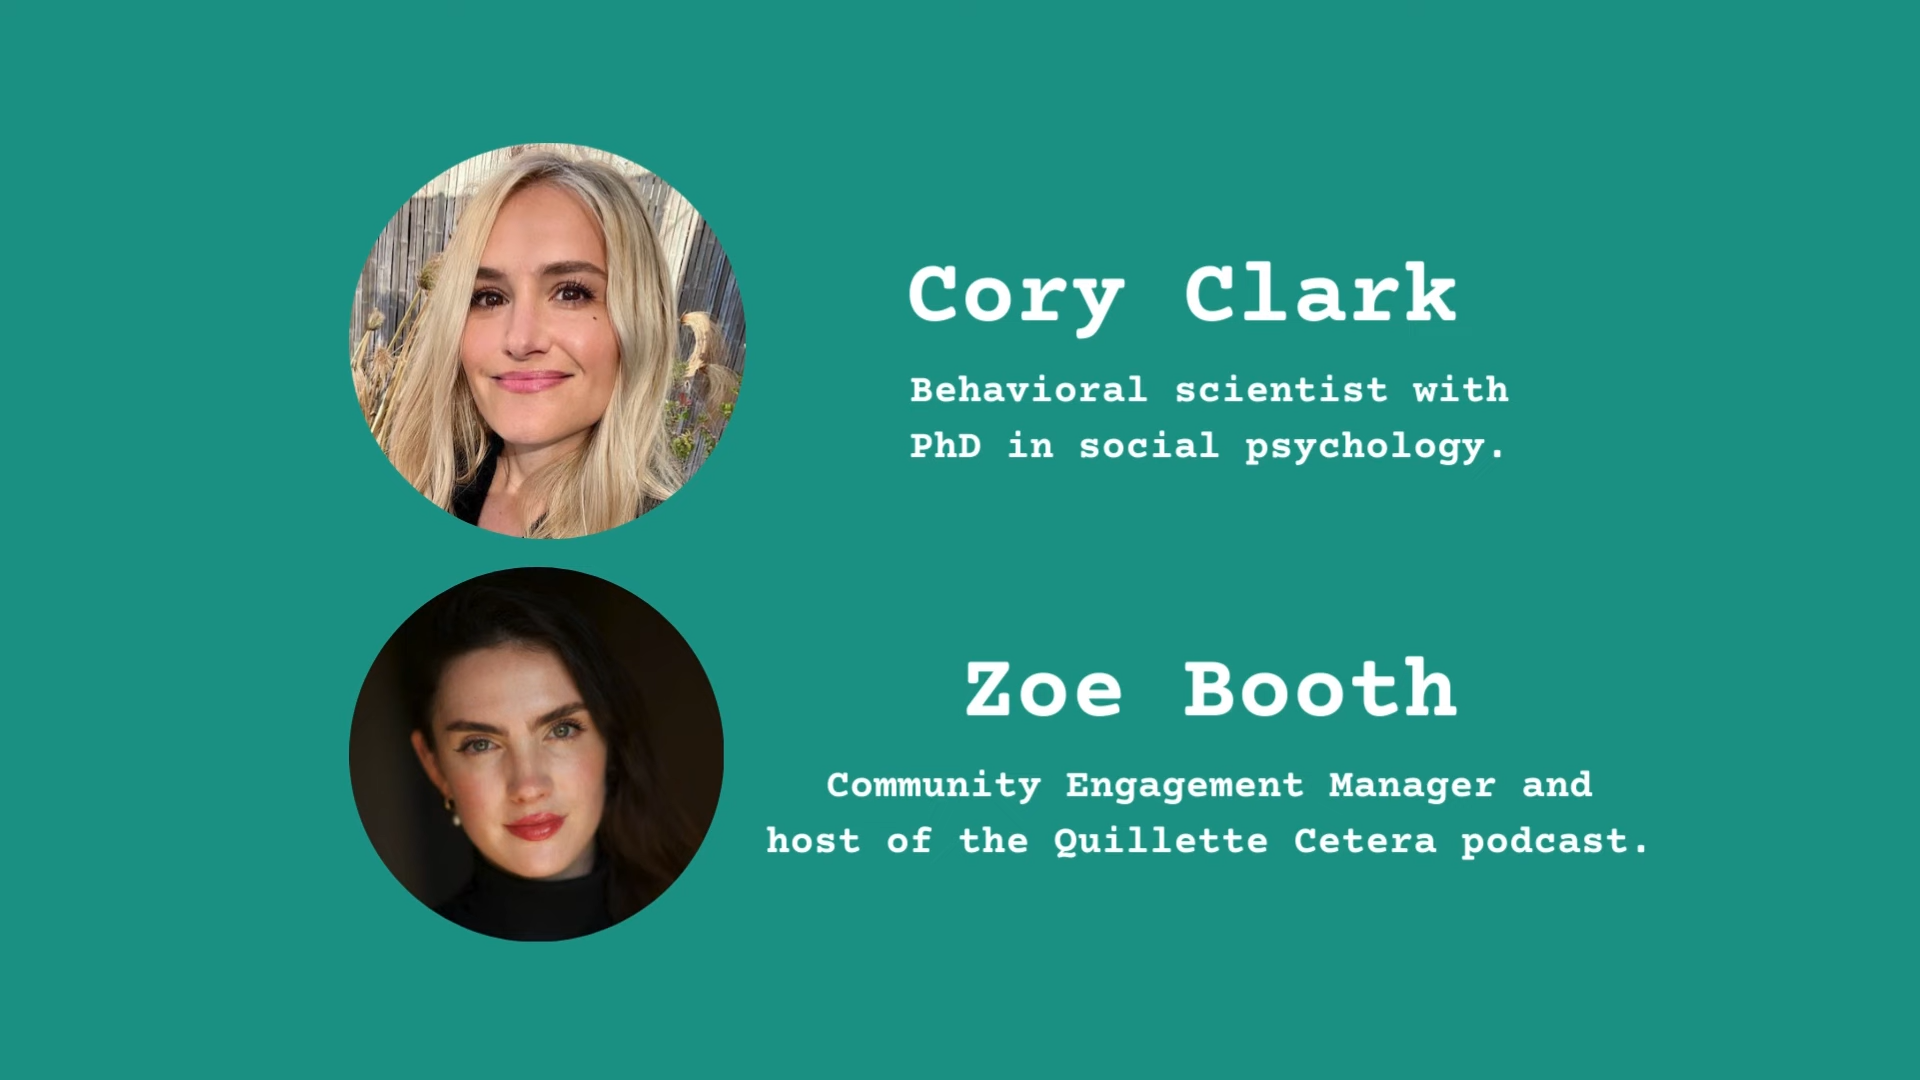 Cory Clark
Behavioral scientist with
PhD in social psychology.
Zoe Booth
Community Engagement Manager and
host of the Quillette Cetera podcast.